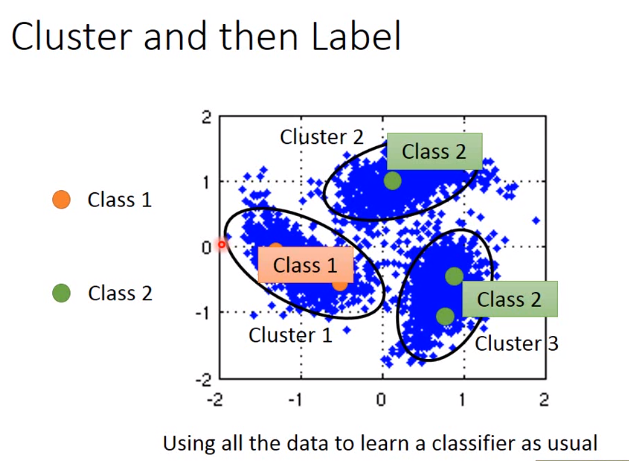 Cluster and then Label
Class 1
Class 2
2
1
0
-1
-2
-2
-1
0
1
2
Cluster 2
Class 2
Class 1
Cluster 1
Class 2
Cluster 3
Using all the data to learn a classifier as usual